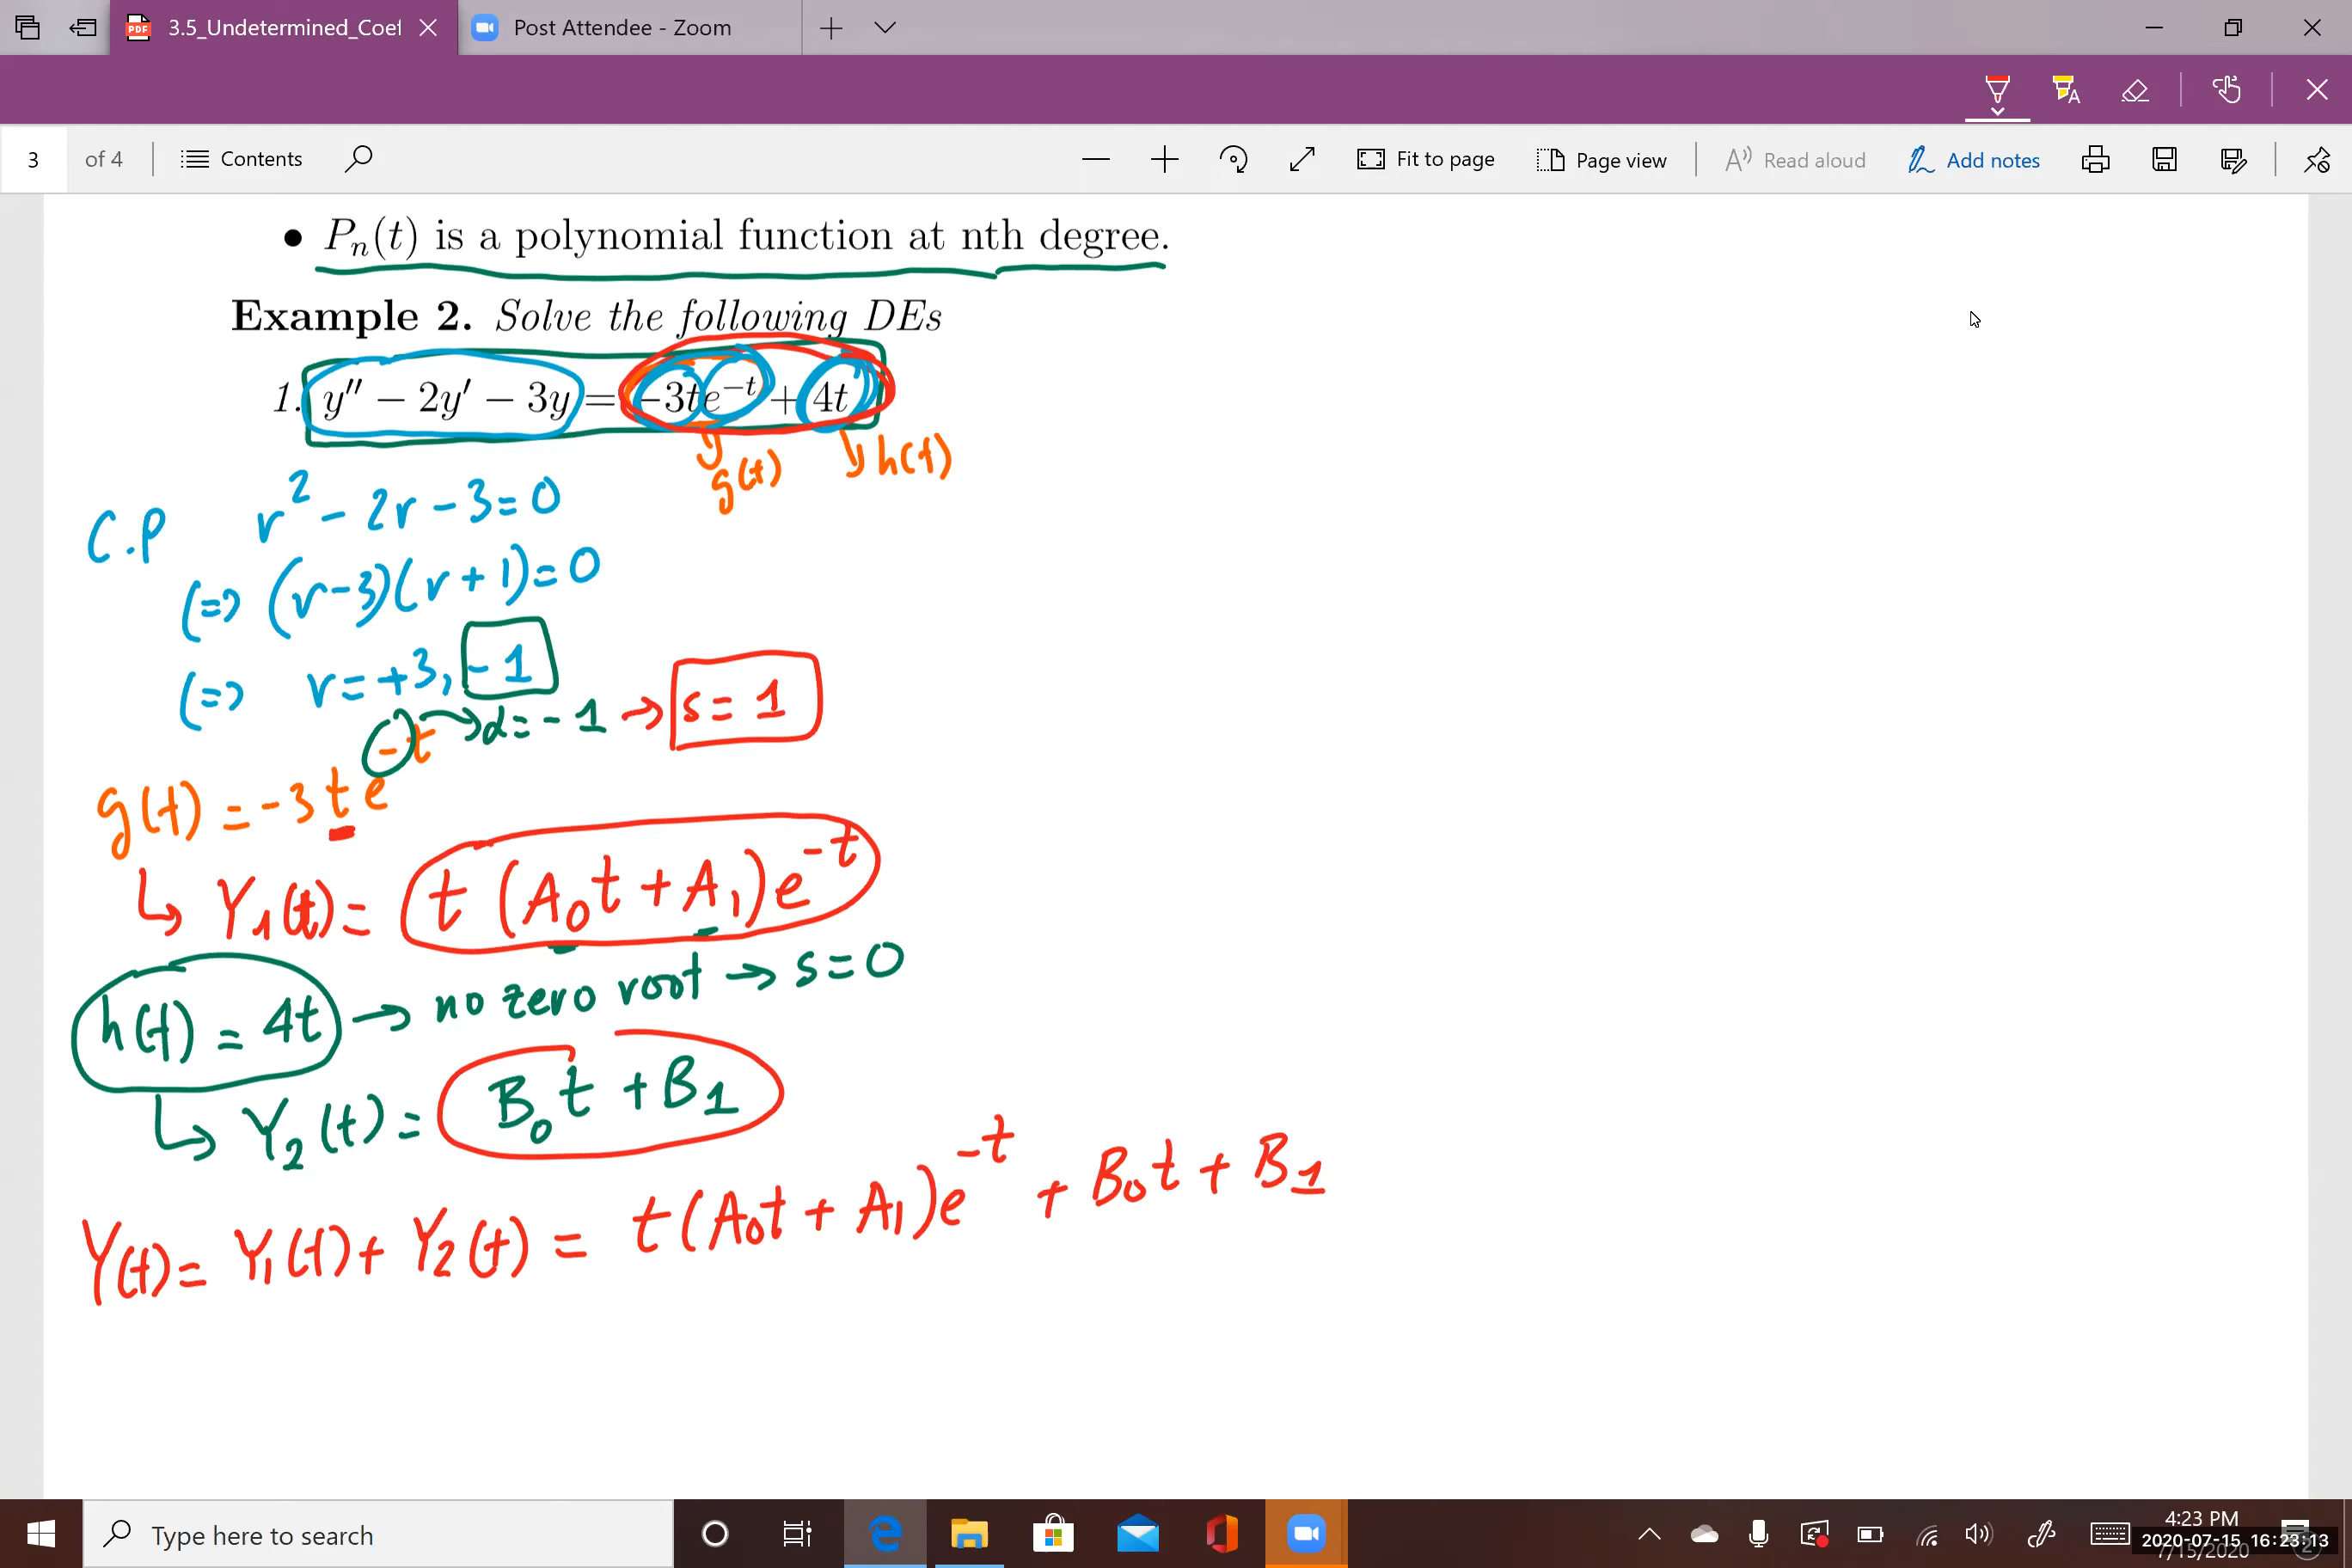 3.5_Undetermined_Coef
Post Attendee - Zoom
3 of 4 Contents Fit to page Page view Read aloud Add notes
• Pₙ(t) is a polynomial function at nth degree.
Example 2. Solve the following DEs
1. y″ − 2y′ − 3y = −3te⁻ᵗ + 4t
g(t) h(t)
C.P r² - 2r - 3 = 0
(=) (r-3)(r+1) = 0
(=) r = +3, -1
α = -1 → s = 1
g(t) = -3te⁻ᵗ
↳ Y₁(t) = t(A₀t + A₁)e⁻ᵗ
h(t) = 4t → no zero root → s = 0
↳ Y₂(t) = B₀t + B₁
Y(t) = Y₁(t) + Y₂(t) = t(A₀t + A₁)e⁻ᵗ + B₀t + B₁
Type here to search
4:23 PM
2020-07-15 16:23:13
7/15/2020